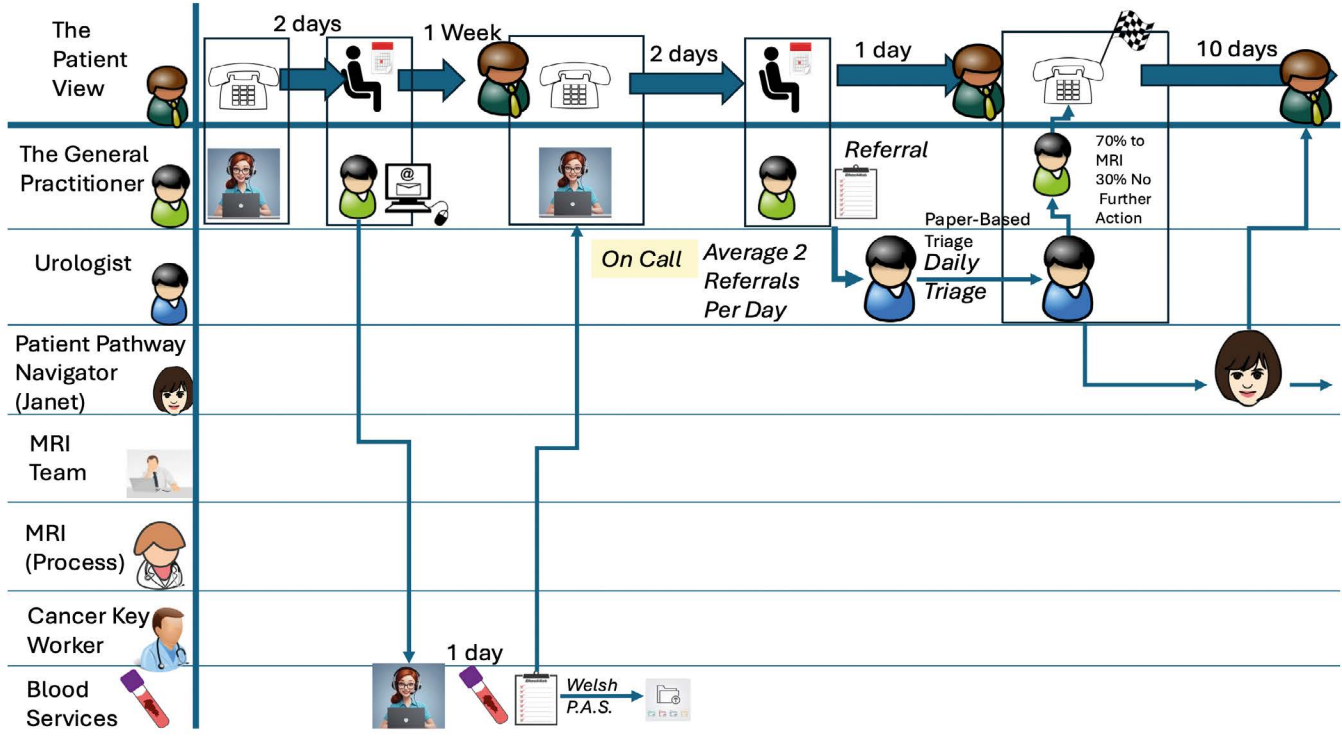 The
Patient
View
2 days
1 Week
2 days
1 day
10 days
The General
Practitioner
@
Referral
70% to
MRI
30% No
Further
Action
Urologist
On Call
Average 2
Referrals
Per Day
Paper-Based
Triage
Daily
Triage
Patient Pathway
Navigator
(Janet)
MRI
Team
MRI
(Process)
Cancer Key
Worker
Blood
Services
1 day
Welsh
P.A.S.